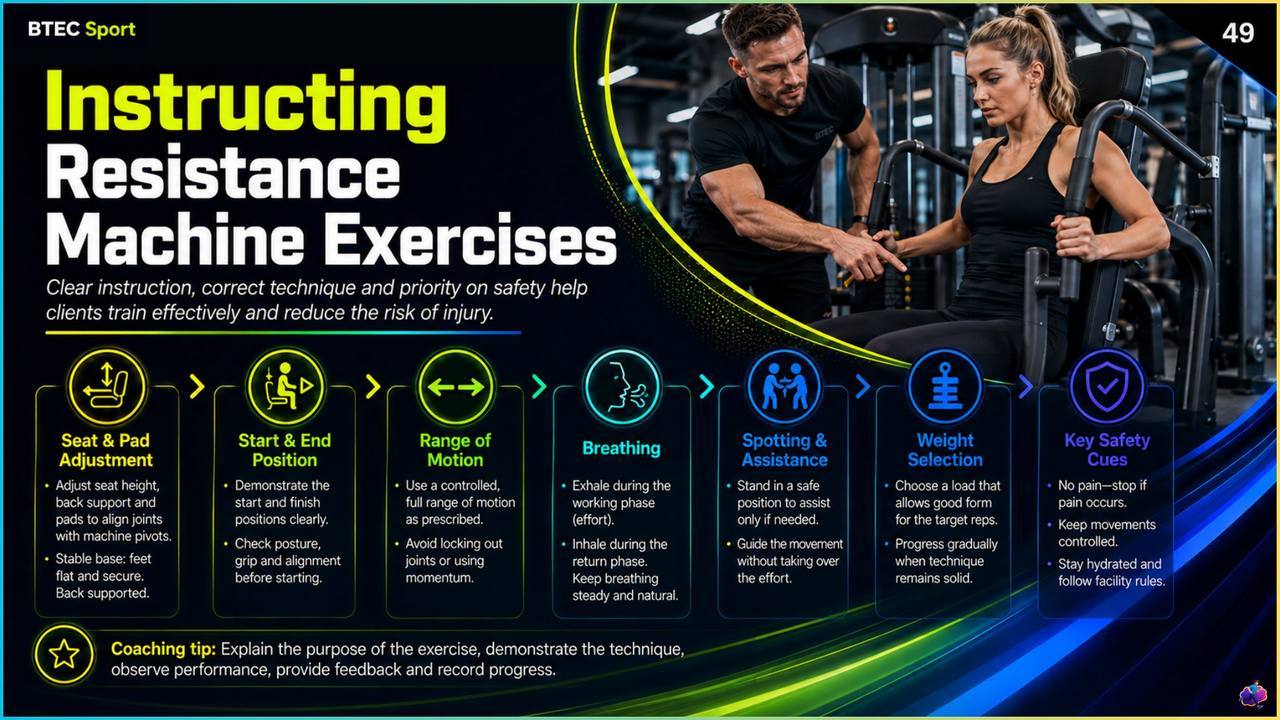 BTEC Sport
49
Instructing
Resistance
Machine Exercises
Clear instruction, correct technique and priority on safety help
clients train effectively and reduce the risk of injury.
Seat & Pad
Adjustment
• Adjust seat height,
back support and
pads to align joints
with machine pivots.
• Stable base: feet
flat and secure.
Back supported.
Start & End
Position
• Demonstrate the
start and finish
positions clearly.
• Check posture,
grip and alignment
before starting.
Range of
Motion
• Use a controlled,
full range of motion
as prescribed.
• Avoid locking out
joints or using
momentum.
Breathing
• Exhale during the
working phase
(effort).
• Inhale during the
return phase.
Keep breathing
steady and natural.
Spotting &
Assistance
• Stand in a safe
position to assist
only if needed.
• Guide the movement
without taking over
the effort.
Weight
Selection
• Choose a load that
allows good form
for the target reps.
• Progress gradually
when technique
remains solid.
Key Safety
Cues
• No pain—stop if
pain occurs.
• Keep movements
controlled.
• Stay hydrated and
follow facility rules.
Coaching tip: Explain the purpose of the exercise, demonstrate the technique,
observe performance, provide feedback and record progress.
BTEC